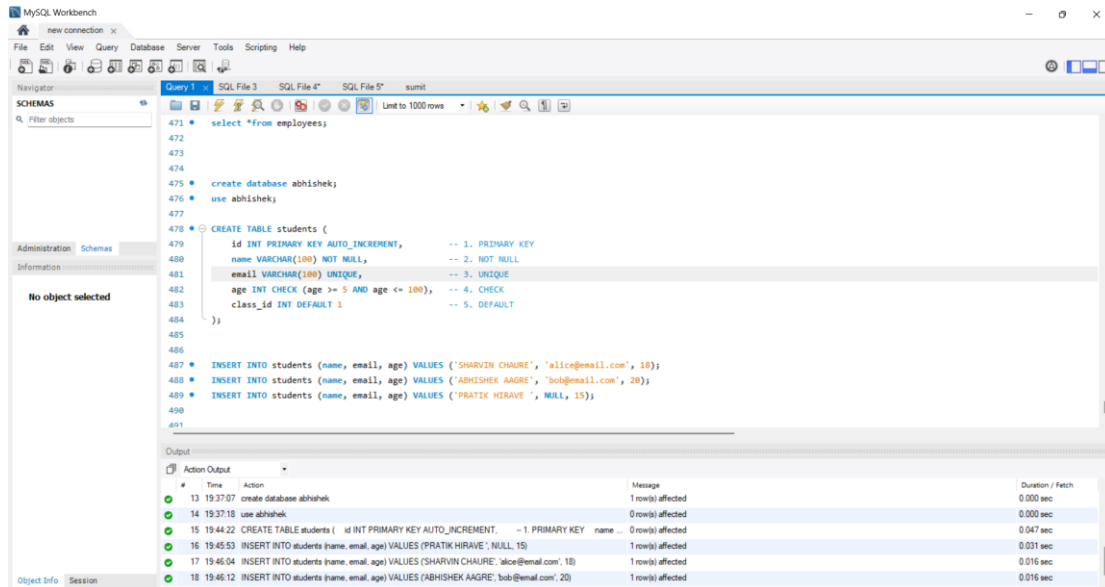 MySQL Workbench
new connection ×
File Edit View Query Database Server Tools Scripting Help
Navigator
SCHEMAS
Filter objects
Administration Schemas
Information
No object selected
Object Info Session
Query 1 × SQL File 3 SQL File 4* SQL File 5* sumit
Limit to 1000 rows
471 select *from employees;
472
473
474
475 create database abhishek;
476 use abhishek;
477
478 CREATE TABLE students (
479 id INT PRIMARY KEY AUTO_INCREMENT, -- 1. PRIMARY KEY
480 name VARCHAR(100) NOT NULL, -- 2. NOT NULL
481 email VARCHAR(100) UNIQUE, -- 3. UNIQUE
482 age INT CHECK (age >= 5 AND age <= 100), -- 4. CHECK
483 class_id INT DEFAULT 1 -- 5. DEFAULT
484 );
485
486
487 INSERT INTO students (name, email, age) VALUES ('SHARVIN CHAURE', 'alice@email.com', 18);
488 INSERT INTO students (name, email, age) VALUES ('ABHISHEK AAGRE', 'bob@email.com', 20);
489 INSERT INTO students (name, email, age) VALUES ('PRATIK HIRAVE ', NULL, 15);
490
491
Output
Action Output
# Time Action Message Duration / Fetch
13 19:37:07 create database abhishek 1 row(s) affected 0.000 sec
14 19:37:18 use abhishek 0 row(s) affected 0.000 sec
15 19:44:22 CREATE TABLE students ( id INT PRIMARY KEY AUTO_INCREMENT, -- 1. PRIMARY KEY name ... 0 row(s) affected 0.047 sec
16 19:45:53 INSERT INTO students (name, email, age) VALUES ('PRATIK HIRAVE ', NULL, 15) 1 row(s) affected 0.031 sec
17 19:46:04 INSERT INTO students (name, email, age) VALUES ('SHARVIN CHAURE', 'alice@email.com', 18) 1 row(s) affected 0.016 sec
18 19:46:12 INSERT INTO students (name, email, age) VALUES ('ABHISHEK AAGRE', 'bob@email.com', 20) 1 row(s) affected 0.016 sec